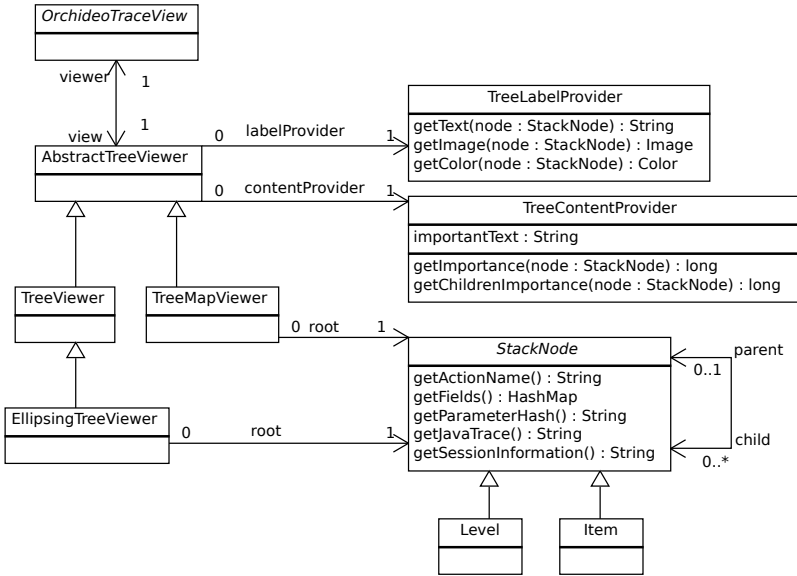 OrchideoTraceView
viewer
1
1
view
AbstractTreeViewer
0
labelProvider
1
TreeLabelProvider
getText(node : StackNode) : String
getImage(node : StackNode) : Image
getColor(node : StackNode) : Color
0
contentProvider
1
TreeContentProvider
importantText : String
getImportance(node : StackNode) : long
getChildrenImportance(node : StackNode) : long
TreeViewer
TreeMapViewer
0 root
1
StackNode
getActionName() : String
getFields() : HashMap
getParameterHash() : String
getJavaTrace() : String
getSessionInformation() : String
parent
0..1
child
0..*
EllipsingTreeViewer
0
root
1
Level
Item